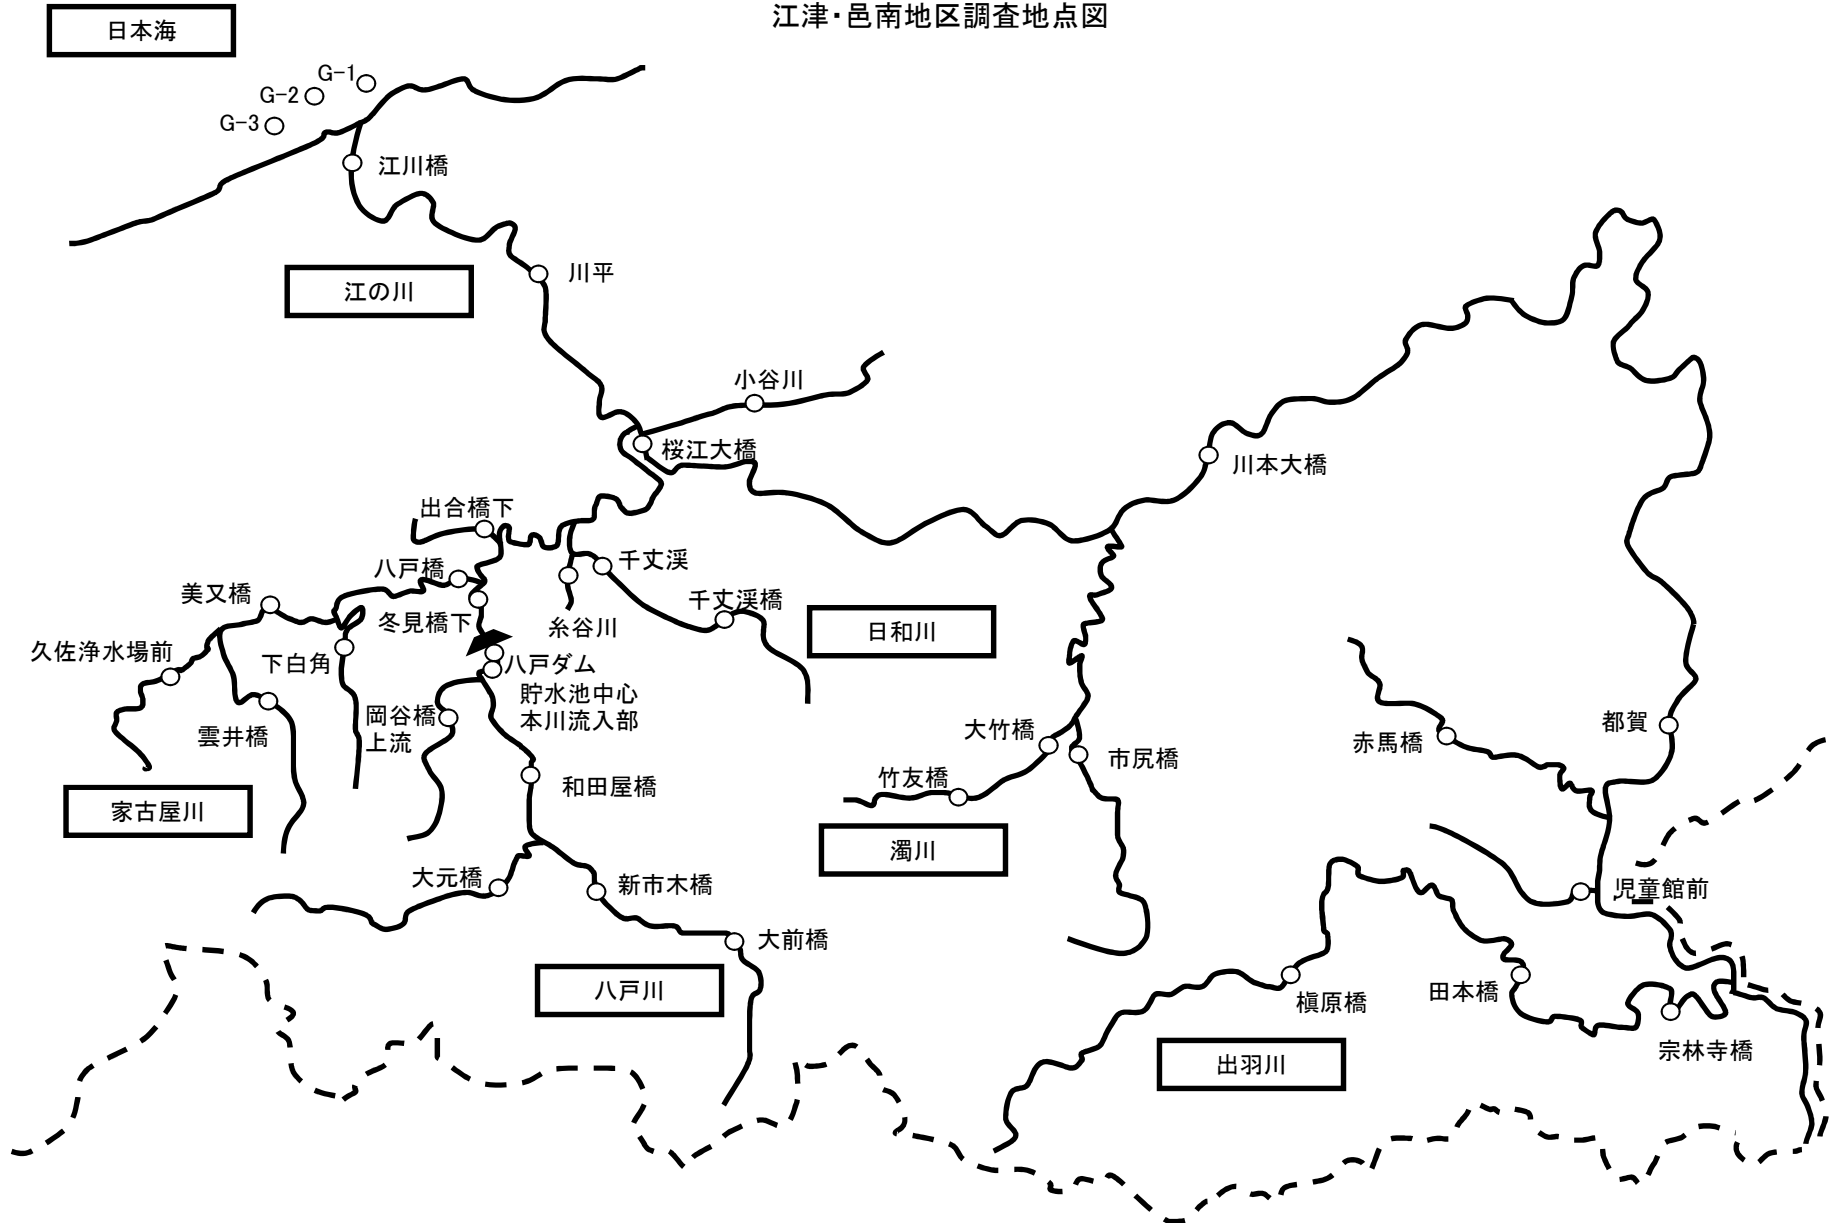 江津・邑南地区調査地点図
日本海
G-1
G-2
G-3
江川橋
川平
江の川
小谷川
桜江大橋
川本大橋
出合橋下
八戸橋
千丈渓
美又橋
千丈渓橋
冬見橋下
糸谷川
日和川
久佐浄水場前
下白角
八戸ダム
貯水池中心
本川流入部
岡谷橋
上流
雲井橋
大竹橋
市尻橋
赤馬橋
都賀
竹友橋
和田屋橋
家古屋川
濁川
大元橋
新市木橋
児童館前
大前橋
八戸川
槇原橋
田本橋
宗林寺橋
出羽川